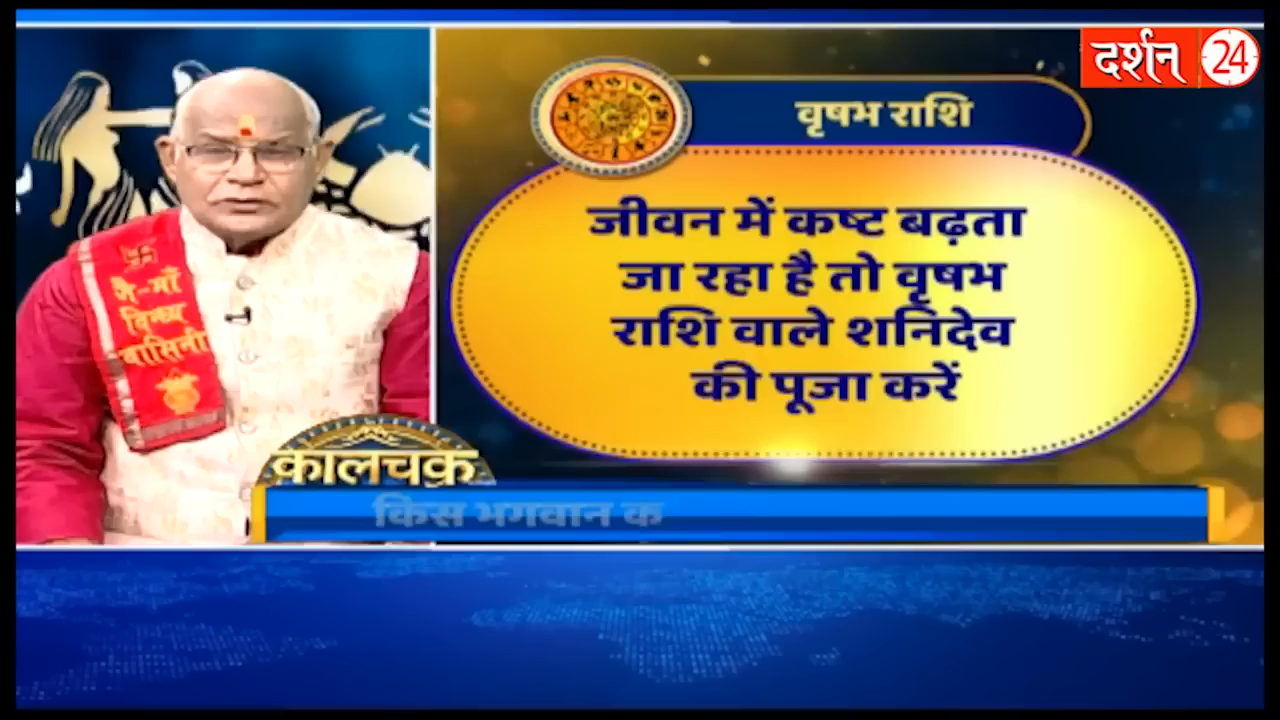 दर्शन 24
वृषभ राशि
जीवन में कष्ट बढ़ता
जा रहा है तो वृषभ
राशि वाले शनिदेव
की पूजा करें
जै-माँ
विन्ध्य
वासिनी
कालचक्र
किस भगवान क